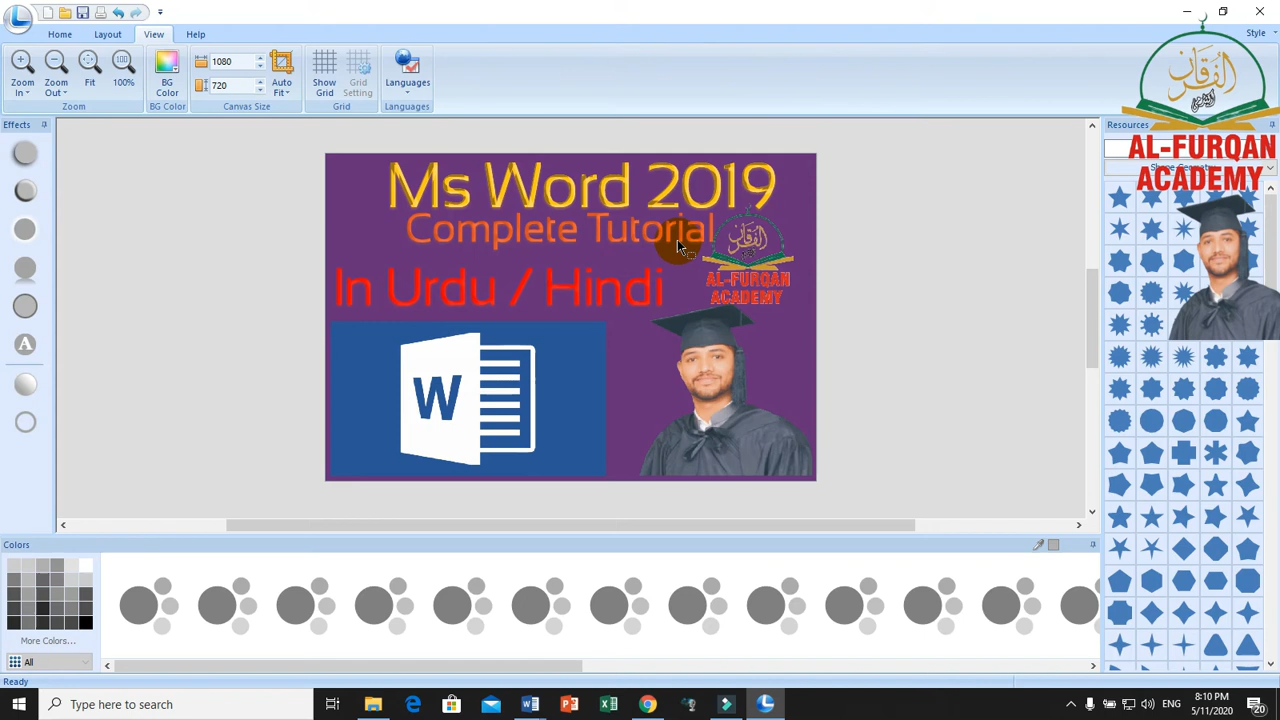 Home Layout View Help
Style
Zoom In
Zoom Out
Fit
100%
BG Color
1080
720
Auto Fit
Show Grid
Grid Setting
Languages
Zoom
BG Color
Canvas Size
Grid
Languages
Effects
Resources
الفرقان
AL-FURQAN
ACADEMY
Ms Word 2019
Complete Tutorial
In Urdu / Hindi
الفرقان
AL-FURQAN
ACADEMY
W
A
Colors
More Colors...
All
Ready
Type here to search
8:10 PM
5/11/2020
20